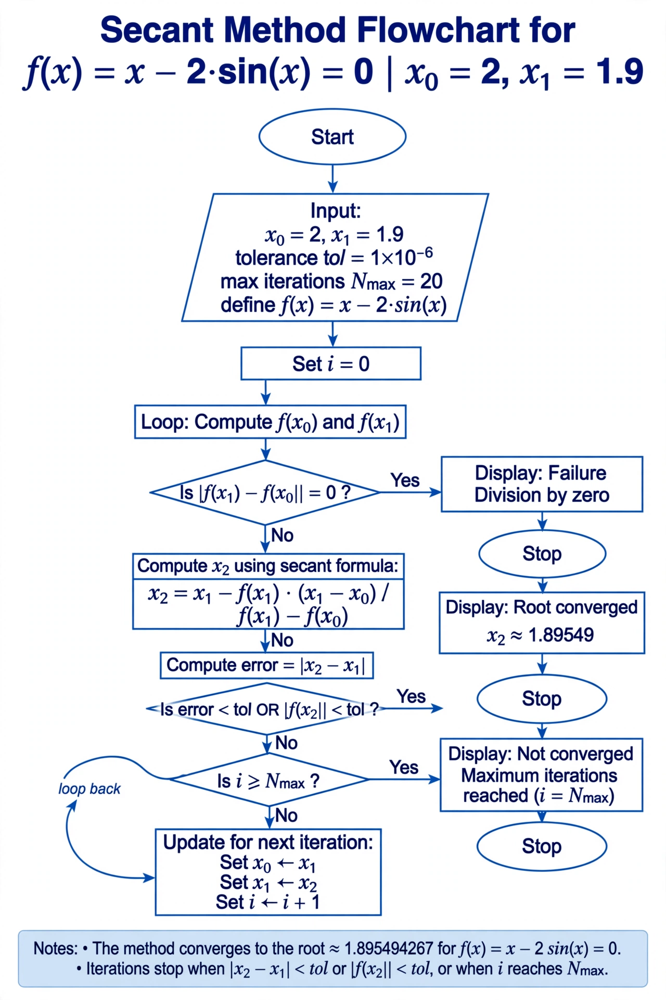 Secant Method Flowchart for
f(x) = x − 2·sin(x) = 0 | x₀ = 2, x₁ = 1.9
Start
Input:
x₀ = 2, x₁ = 1.9
tolerance tol = 1×10⁻⁶
max iterations Nmax = 20
define f(x) = x − 2·sin(x)
Set i = 0
Loop: Compute f(x₀) and f(x₁)
Is |f(x₁) − f(x₀|| = 0 ?
Yes
Display: Failure
Division by zero
Stop
No
Compute x₂ using secant formula:
x₂ = x₁ − f(x₁) · (x₁ − x₀) /
f(x₁) − f(x₀)
Display: Root converged
x₂ ≈ 1.89549
No
Compute error = |x₂ − x₁|
Stop
Is error < tol OR |f(x₂|| < tol ?
Yes
No
Is i ⩾ Nmax ?
Yes
Display: Not converged
Maximum iterations
reached (i = Nmax)
loop back
No
Stop
Update for next iteration:
Set x₀ ← x₁
Set x₁ ← x₂
Set i ← i + 1
Notes: • The method converges to the root ≈ 1.895494267 for f(x) = x − 2 sin(x) = 0.
• Iterations stop when |x₂ − x₁| < tol or |f(x₂|| < tol, or when i reaches Nmax.